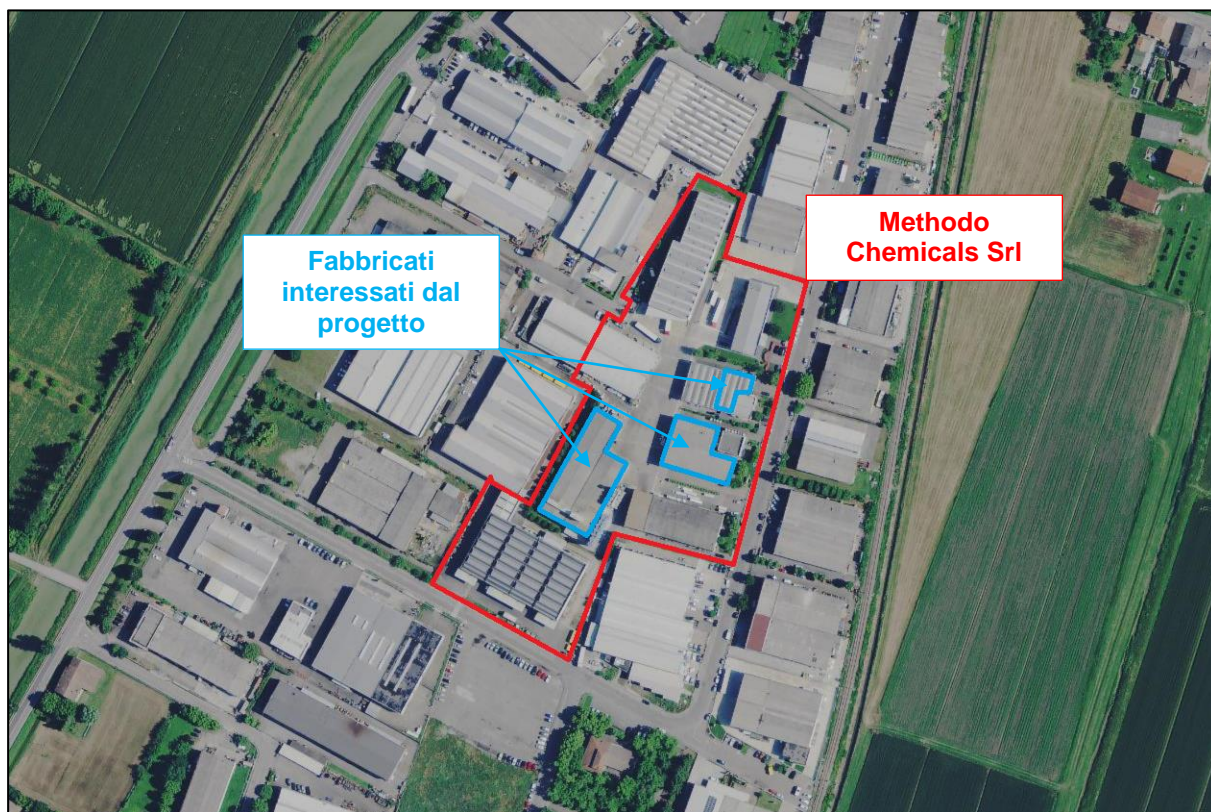 Methodo
Chemicals Srl
Fabbricati
interessati dal
progetto